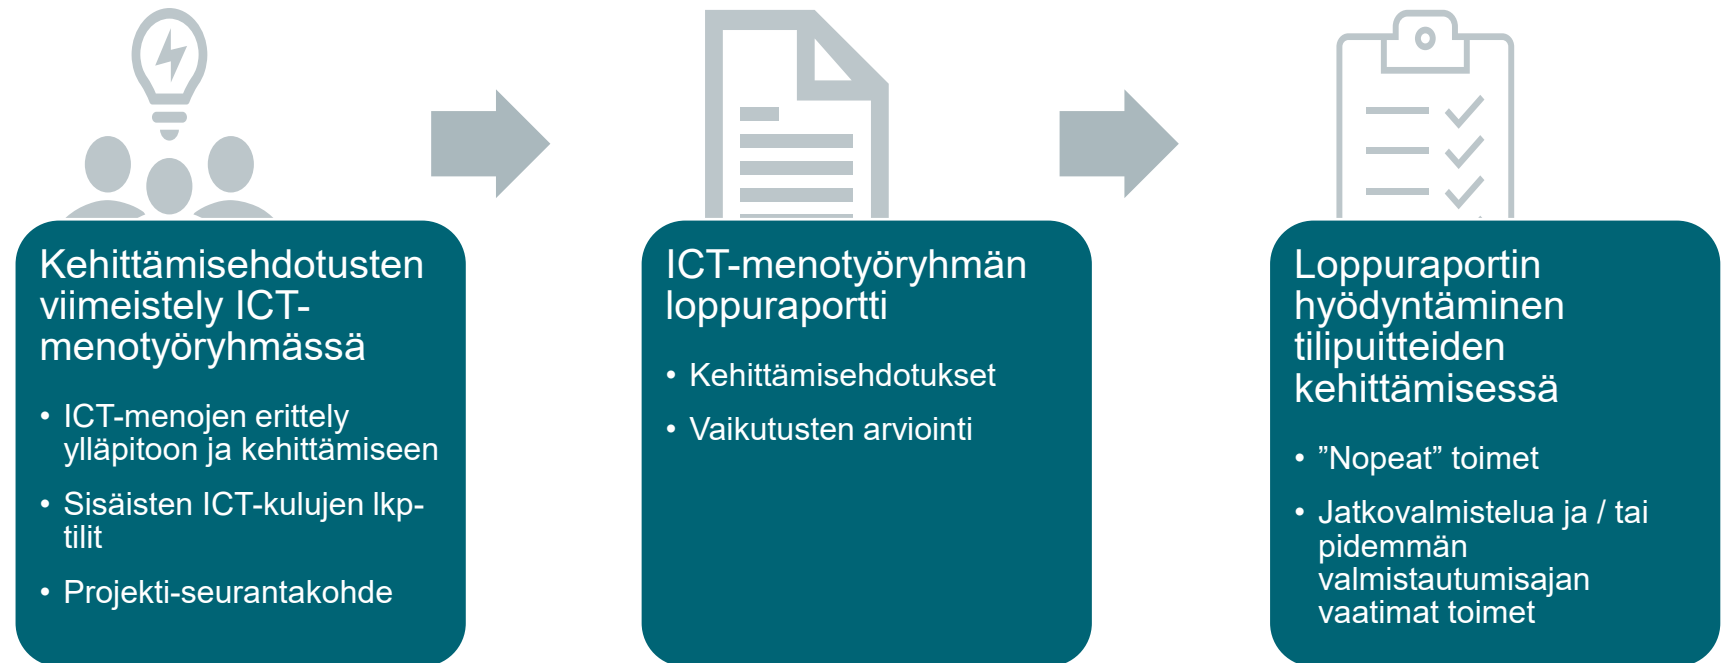 Kehittämisehdotusten
viimeistely ICT-
menotyöryhmässä
• ICT-menojen erittely
ylläpitoon ja kehittämiseen
• Sisäisten ICT-kulujen lkp-
tilit
• Projekti-seurantakohde
ICT-menotyöryhmän
loppuraportti
• Kehittämisehdotukset
• Vaikutusten arviointi
Loppuraportin
hyödyntäminen
tilipuitteiden
kehittämisessä
• ”Nopeat” toimet
• Jatkovalmistelua ja / tai
pidemmän
valmistautumisajan
vaatimat toimet